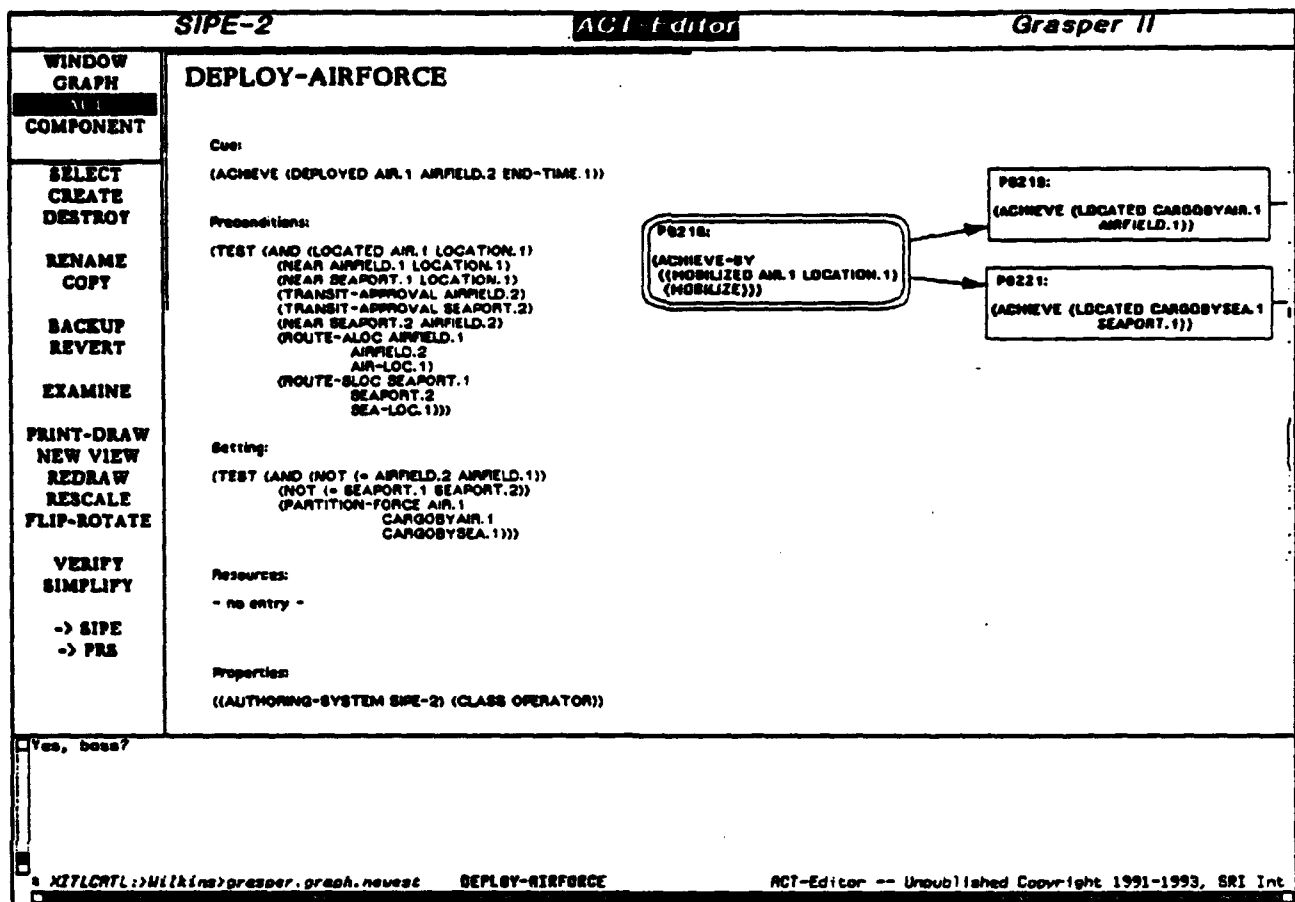 SIPE-2 ACT-Editor Grasper II
WINDOW
GRAPH
ACT
COMPONENT
SELECT
CREATE
DESTROY
RENAME
COPY
BACKUP
REVERT
EXAMINE
PRINT-DRAW
NEW VIEW
REDRAW
RESCALE
FLIP-ROTATE
VERIFY
SIMPLIFY
-> SIPE
-> PRS
DEPLOY-AIRFORCE
Cue:
(ACHIEVE (DEPLOYED AIR.1 AIRFIELD.2 END-TIME.1))
Preconditions:
(TEST (AND (LOCATED AIR.1 LOCATION.1)
(NEAR AIRFIELD.1 LOCATION.1)
(NEAR SEAPORT.1 LOCATION.1)
(TRANSIT-APPROVAL AIRFIELD.2)
(TRANSIT-APPROVAL SEAPORT.2)
(NEAR SEAPORT.2 AIRFIELD.2)
(ROUTE-ALOC AIRFIELD.1
AIRFIELD.2
AIR-LOC.1)
(ROUTE-SLOC SEAPORT.1
SEAPORT.2
SEA-LOC.1)))
Setting:
(TEST (AND (NOT (= AIRFIELD.2 AIRFIELD.1))
(NOT (= SEAPORT.1 SEAPORT.2))
(PARTITION-FORCE AIR.1
CARGOBYAIR.1
CARGOBYSEA.1)))
Resources:
- no entry -
Properties:
((AUTHORING-SYSTEM SIPE-2) (CLASS OPERATOR))
(ACHIEVE-BY
((MOBILIZED AIR.1 LOCATION.1)
(MOBILIZE)))
(ACHIEVE (LOCATED CARGOBYAIR.1
AIRFIELD.1))
P8221:
(ACHIEVE (LOCATED CARGOBYSEA.1
SEAPORT.1))
Yes, boss?
XITLCATL:>Wilkins>grasper.graph.newest DEPLOY-AIRFORCE ACT-Editor -- Unpublished Copyright 1991-1993, SRI Int